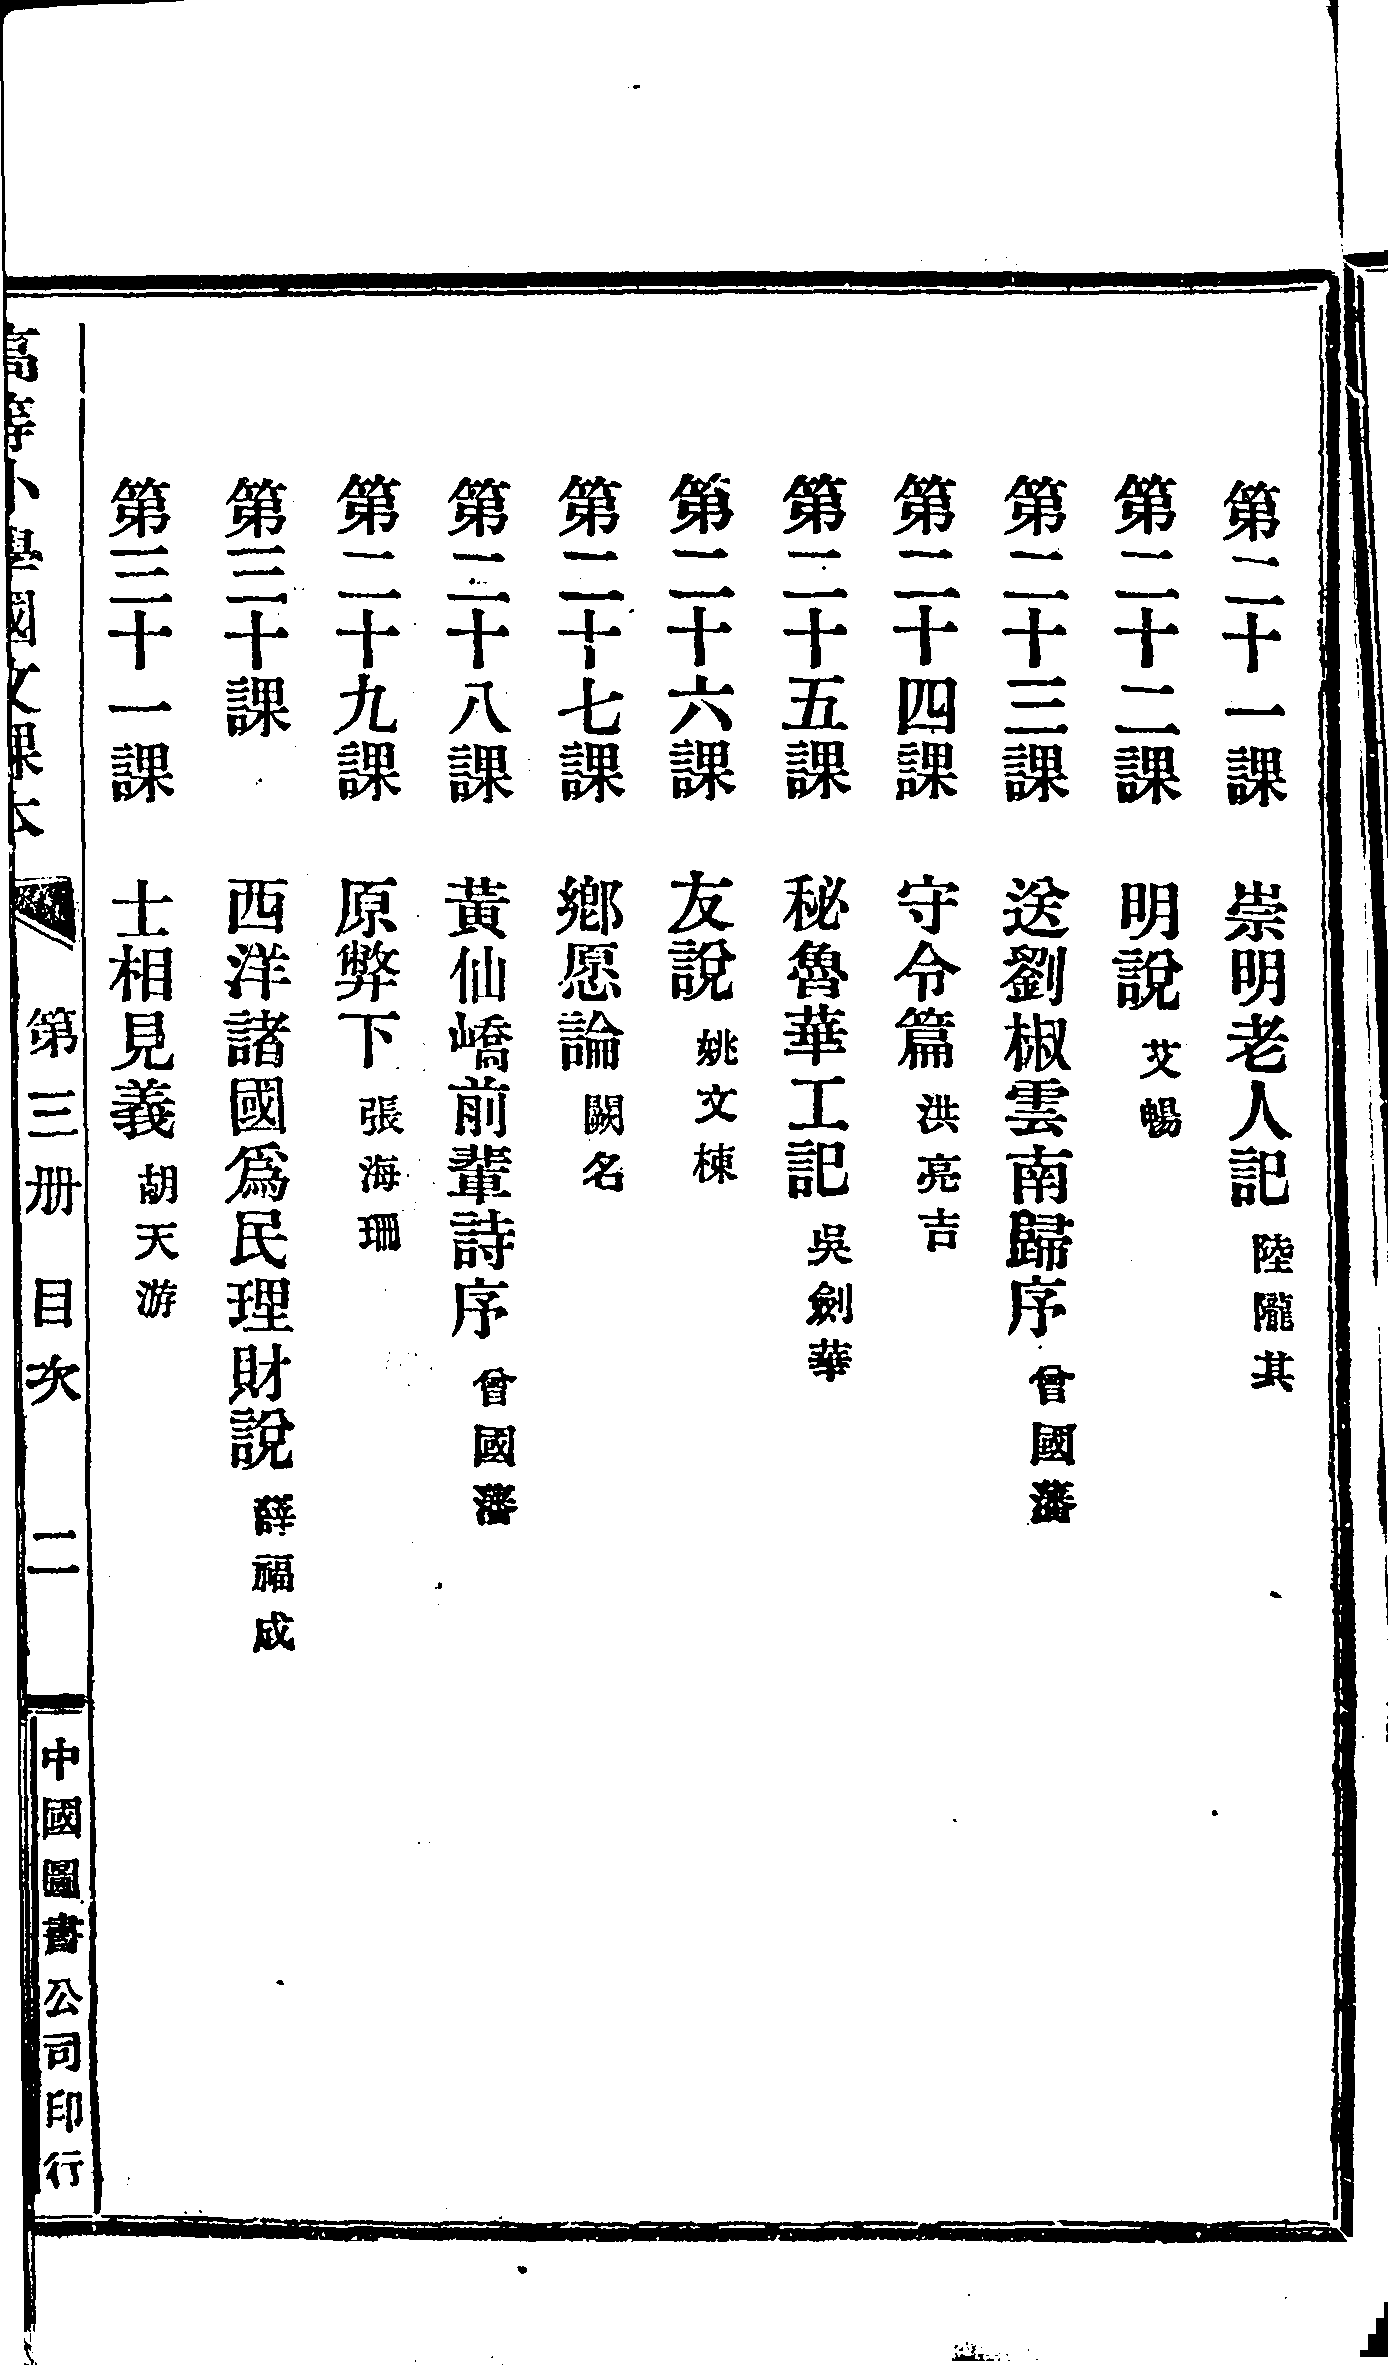 第二十一課　崇明老人記　陸隴其
第二十二課　明說　艾暢
第二十三課　送劉椒雲南歸序　曾國藩
第二十四課　守令篇　洪亮吉
第二十五課　秘魯華工記　吳劍華
第二十六課　友說　姚文棟
第二十七課　鄉愿論　闕名
第二十八課　黃仙嶠前輩詩序　曾國藩
第二十九課　原弊下　張海珊
第三十課　西洋諸國爲民理財說　薛福成
第三十一課　士相見義　胡天游
高等小學國文課本　第三册　目次　二　中國圖書公司印行